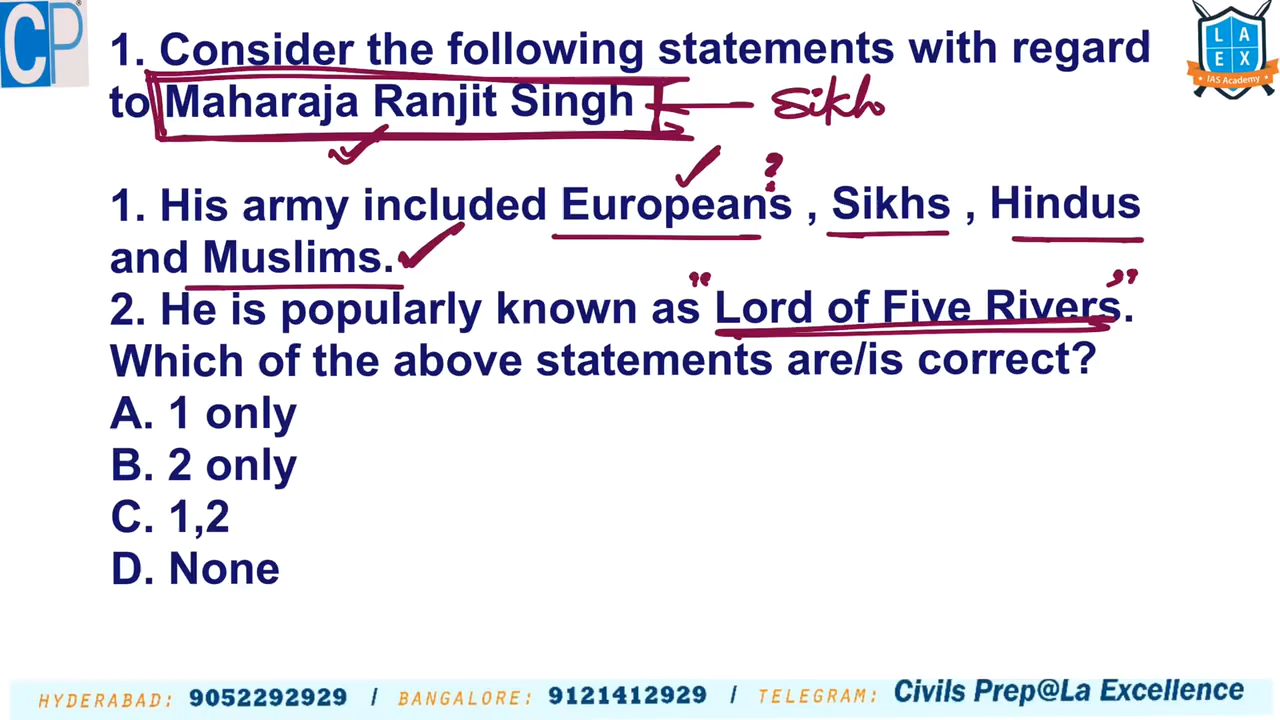 CP
LAEX
IAS Academy
1. Consider the following statements with regard
to Maharaja Ranjit Singh Sikh
1. His army included Europeans , Sikhs , Hindus
?
and Muslims.
2. He is popularly known as "Lord of Five Rivers".
Which of the above statements are/is correct?
A. 1 only
B. 2 only
C. 1,2
D. None
HYDERABAD: 9052292929 / BANGALORE: 9121412929 / TELEGRAM: Civils Prep@La Excellence